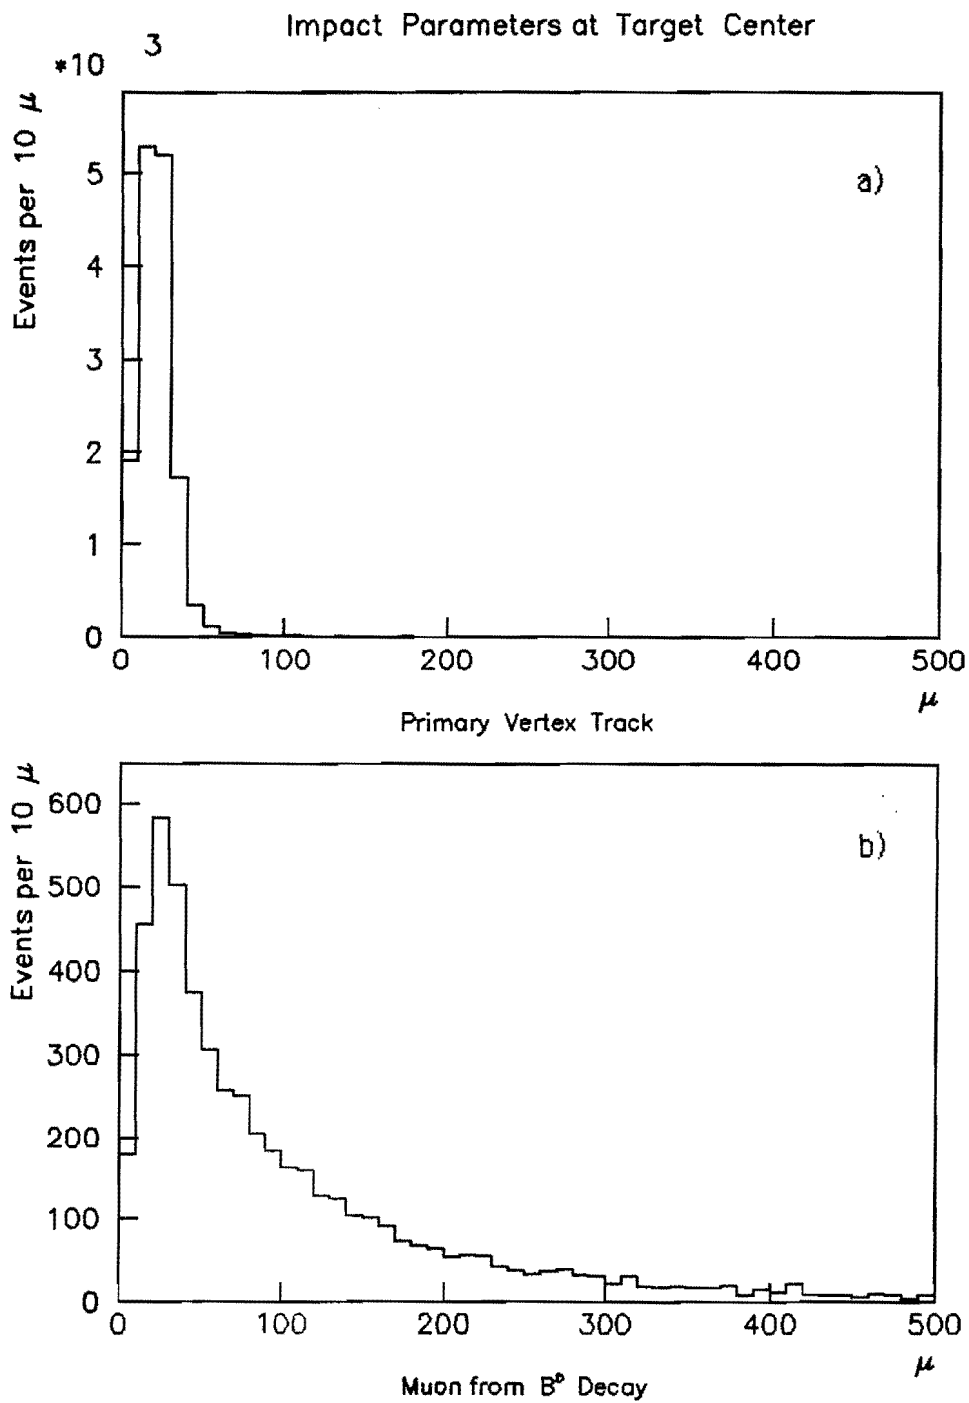 Impact Parameters at Target Center
*10 3
Events per 10 μ
a)
5
4
3
2
1
0
0 100 200 300 400 500
μ
Primary Vertex Track
Events per 10 μ
b)
600
500
400
300
200
100
0
0 100 200 300 400 500
μ
Muon from B⁰ Decay